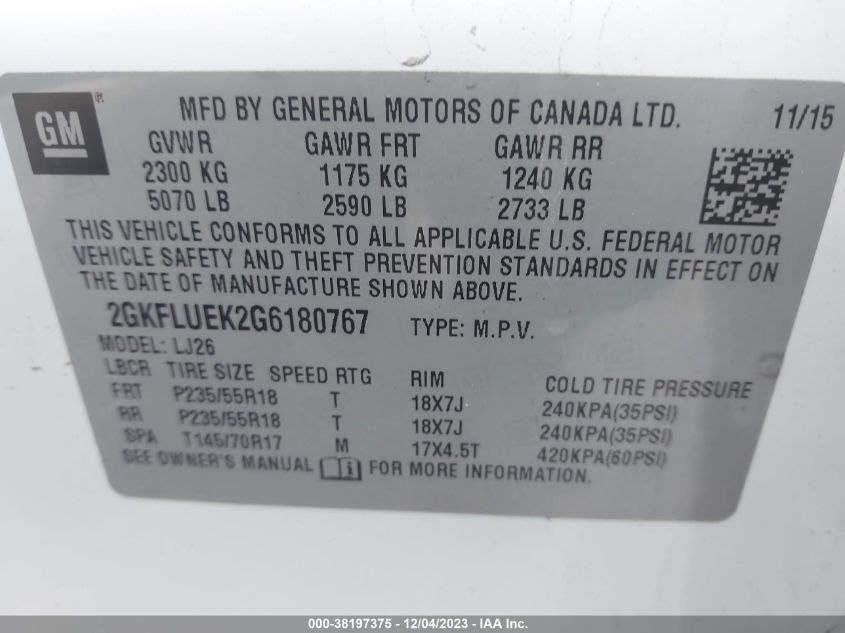 GM ® MFD BY GENERAL MOTORS OF CANADA LTD. 11/15
GVWR GAWR FRT GAWR RR
2300 KG 1175 KG 1240 KG
5070 LB 2590 LB 2733 LB
THIS VEHICLE CONFORMS TO ALL APPLICABLE U.S. FEDERAL MOTOR
VEHICLE SAFETY AND THEFT PREVENTION STANDARDS IN EFFECT ON
THE DATE OF MANUFACTURE SHOWN ABOVE.
2GKFLUEK2G6180767 TYPE: M.P.V.
MODEL: LJ26
LBCR TIRE SIZE SPEED RTG RIM COLD TIRE PRESSURE
FRT P235/55R18 T 18X7J 240KPA(35PSI)
RR P235/55R18 T 18X7J 240KPA(35PSI)
SPA T145/70R17 M 17X4.5T 420KPA(60PSI)
SEE OWNER'S MANUAL FOR MORE INFORMATION.
000-38197375 - 12/04/2023 - IAA Inc.